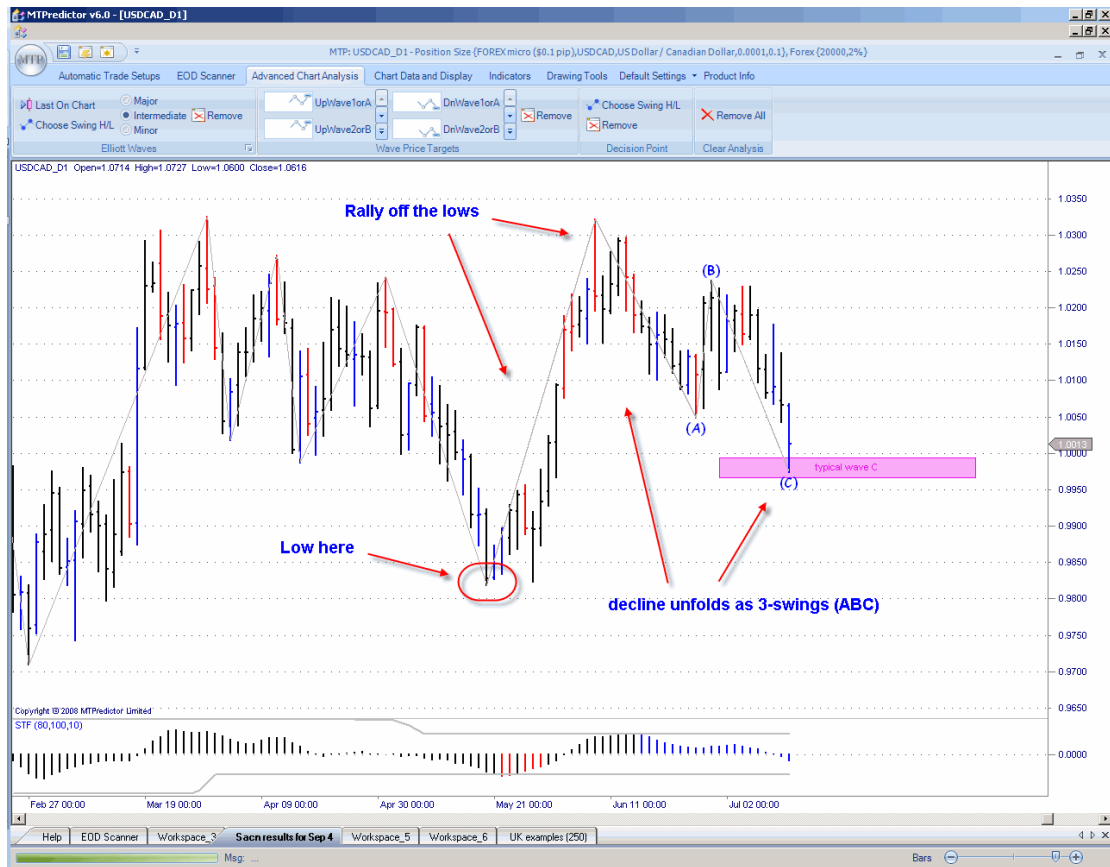 MTPredictor v6.0 - [USDCAD_D1]
MTP: USDCAD_D1 - Position Size {FOREX micro ($0.1 pip),USDCAD,US Dollar / Canadian Dollar,0.0001,0.1}, Forex {20000,2%}
MTP
Automatic Trade Setups EOD Scanner Advanced Chart Analysis Chart Data and Display Indicators Drawing Tools Default Settings Product Info
Last On Chart Major UpWave1orA DnWave1orA Choose Swing H/L
Choose Swing H/L Intermediate Remove Remove Remove Remove All
Minor UpWave2orB DnWave2orB
Elliott Waves Wave Price Targets Decision Point Clear Analysis
USDCAD_D1 Open=1.0714 High=1.0727 Low=1.0600 Close=1.0616
1.0350
Rally off the lows
1.0300
(B)
1.0250
1.0200
1.0150
1.0100
1.0050
(A)
1.0013
1.0000
typical wave C
(C)
0.9950
0.9900
Low here
0.9850
decline unfolds as 3-swings (ABC)
0.9800
0.9750
0.9700
0.9650
Copyright © 2008 MTPredictor Limited
STF (80,100,10)
0.0000
Feb 27 00:00 Mar 19 00:00 Apr 09 00:00 Apr 30 00:00 May 21 00:00 Jun 11 00:00 Jul 02 00:00
Help EOD Scanner Workspace_3 Sacn results for Sep 4 Workspace_5 Workspace_6 UK examples (250)
Msg: ... Bars